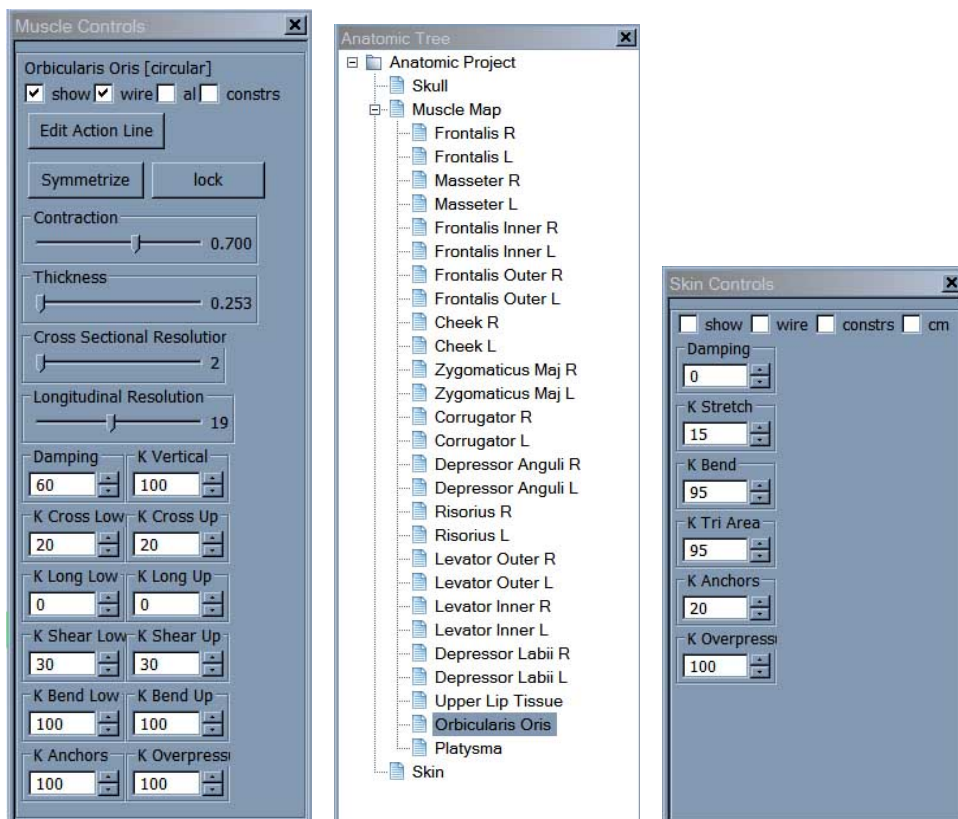 Muscle Controls
Orbicularis Oris [circular]
show wire al constrs
Edit Action Line
Symmetrize lock
Contraction
0.700
Thickness
0.253
Cross Sectional Resolution
2
Longitudinal Resolution
19
Damping K Vertical
60 100
K Cross Low K Cross Up
20 20
K Long Low K Long Up
0 0
K Shear Low K Shear Up
30 30
K Bend Low K Bend Up
100 100
K Anchors K Overpress
100 100
Anatomic Tree
Anatomic Project
Skull
Muscle Map
Frontalis R
Frontalis L
Masseter R
Masseter L
Frontalis Inner R
Frontalis Inner L
Frontalis Outer R
Frontalis Outer L
Cheek R
Cheek L
Zygomaticus Maj R
Zygomaticus Maj L
Corrugator R
Corrugator L
Depressor Anguli R
Depressor Anguli L
Risorius R
Risorius L
Levator Outer R
Levator Outer L
Levator Inner R
Levator Inner L
Depressor Labii R
Depressor Labii L
Upper Lip Tissue
Orbicularis Oris
Platysma
Skin
Skin Controls
show wire constrs cm
Damping
0
K Stretch
15
K Bend
95
K Tri Area
95
K Anchors
20
K Overpress
100